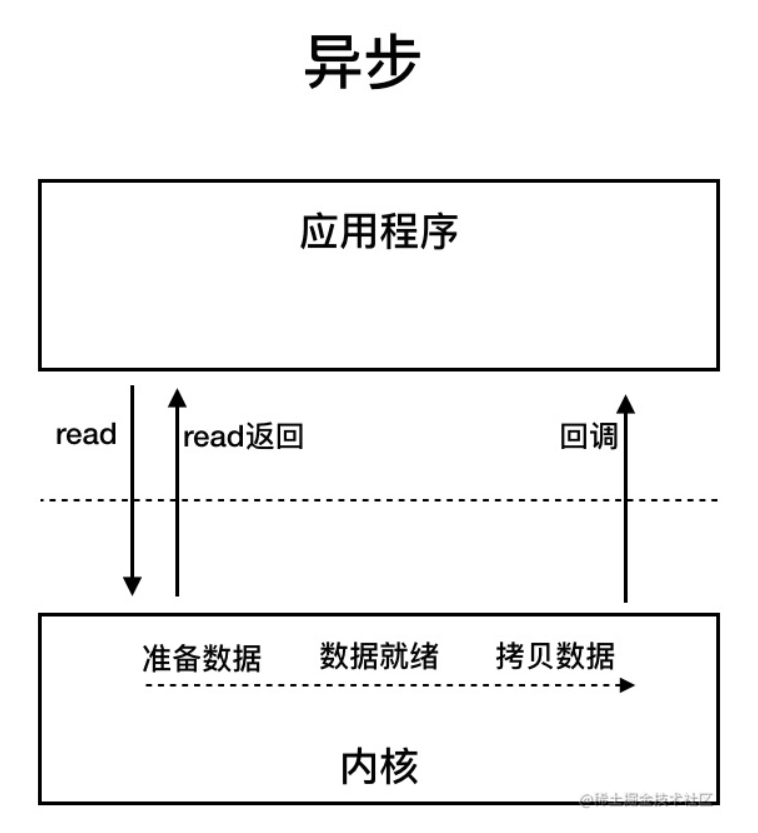 异步
应用程序
read
read返回
回调
准备数据
数据就绪
拷贝数据
内核
@稀土掘金技术社区